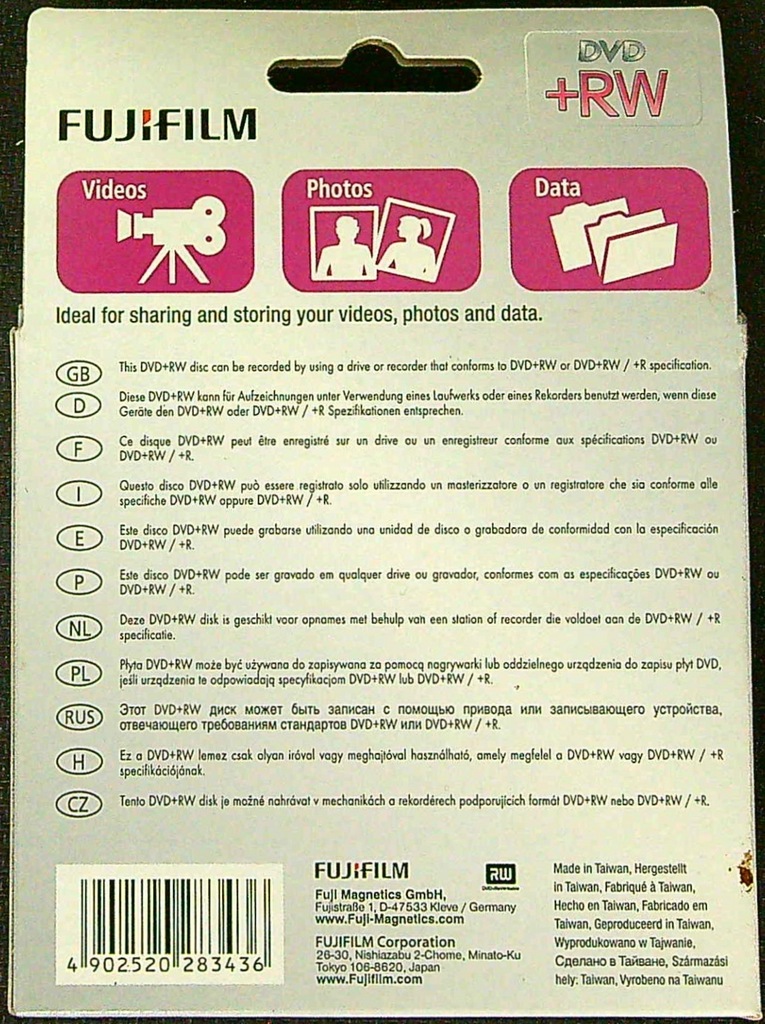 DVD
+RW
FUJIFILM
Videos
Photos
Data
Ideal for sharing and storing your videos, photos and data.
GB
This DVD+RW disc can be recorded by using a drive or recorder that conforms to DVD+RW or DVD+RW / +R specification.
D
Diese DVD+RW kann für Aufzeichnungen unter Verwendung eines Laufwerks oder eines Rekorders benutzt werden, wenn diese
Geräte den DVD+RW oder DVD+RW / +R Spezifikationen entsprechen.
F
Ce disque DVD+RW peut être enregistré sur un drive ou un enregistreur conforme aux spécifications DVD+RW ou
DVD+RW / +R.
I
Questo disco DVD+RW può essere registrato solo utilizzando un masterizzatore o un registratore che sia conforme alle
specifiche DVD+RW oppure DVD+RW / +R.
E
Este disco DVD+RW puede grabarse utilizando una unidad de disco o grabadora de conformidad con la especificación
DVD+RW / +R.
P
Este disco DVD+RW pode ser gravado em qualquer drive ou gravador, conformes com as especificações DVD+RW ou
DVD+RW / +R.
NL
Deze DVD+RW disk is geschikt voor opnames met behulp van een station of recorder die voldoet aan de DVD+RW / +R
specificatie.
PL
Płyta DVD+RW może być używana do zapisywana za pomocą nagrywarki lub oddzielnego urządzenia do zapisu płyt DVD,
jeśli urządzenia te odpowiadają specyfikacjom DVD+RW lub DVD+RW / +R.
RUS
Этот DVD+RW диск может быть записан с помощью привода или записывающего устройства,
отвечающего требованиям стандартов DVD+RW или DVD+RW / +R.
H
Ez a DVD+RW lemez csak olyan iróval vagy meghajtóval használható, amely megfelel a DVD+RW vagy DVD+RW / +R
specifikációjának.
CZ
Tento DVD+RW disk je možné nahrávat v mechanikách a rekordérech podporujících formát DVD+RW nebo DVD+RW / +R.
4 902520 283436
FUJIFILM
Fuji Magnetics GmbH,
Fujistraße 1, D-47533 Kleve / Germany
www.Fuji-Magnetics.com
FUJIFILM Corporation
26-30, Nishiazabu 2-Chome, Minato-Ku
Tokyo 106-8620, Japan
www.Fujifilm.com
RW
DVD+ReWritable
Made in Taiwan, Hergestellt
in Taiwan, Fabriqué à Taiwan,
Hecho en Taiwan, Fabricado em
Taiwan, Geproduceerd in Taiwan,
Wyprodukowano w Tajwanie,
Сделано в Тайване, Származási
hely: Taiwan, Vyrobeno na Taiwanu